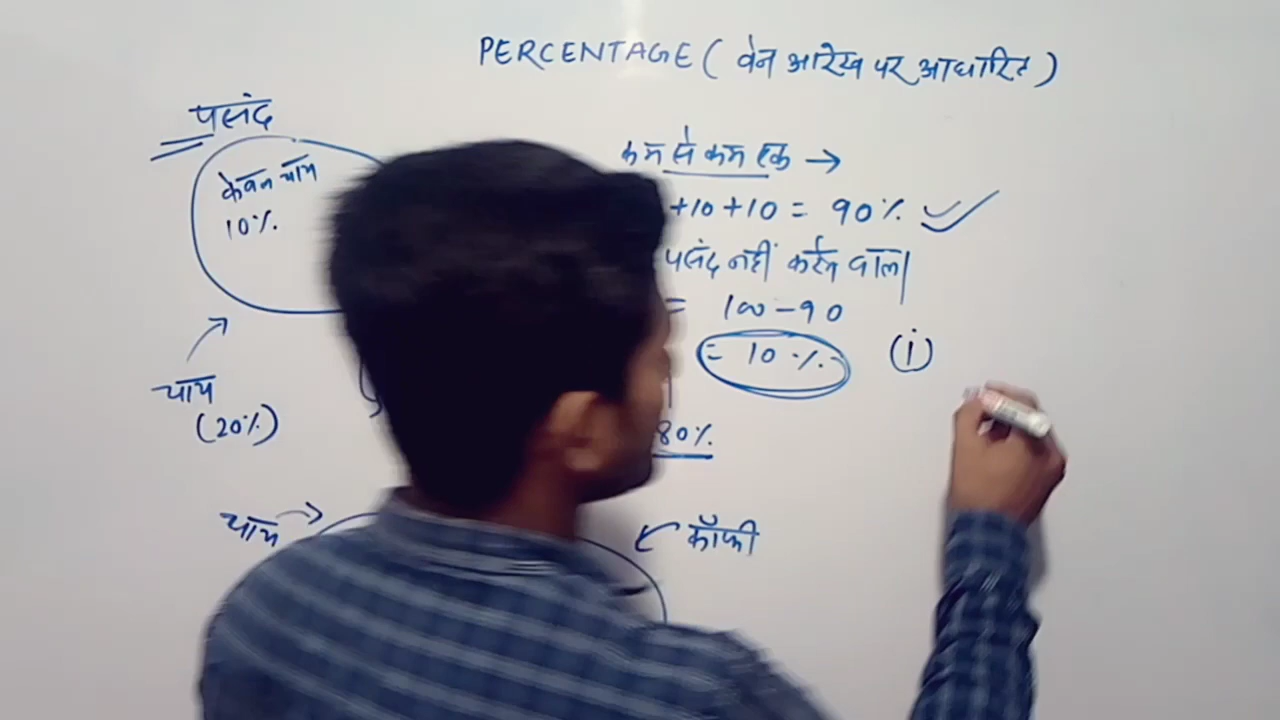 PERCENTAGE ( वेन आरेख पर आधारित )
पसंद
केवल चाय
10%
चाय
(20%)
कम से कम एक →
+10 +10 = 90%
पसंद नहीं करने वाला
= 100 - 90
= 10 %
(i)
80%
चाय
कॉफी